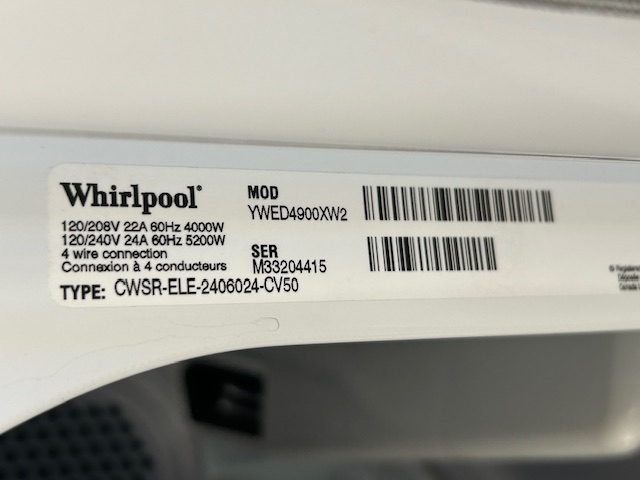 Whirlpool®
120/208V 22A 60Hz 4000W
120/240V 24A 60Hz 5200W
4 wire connection
Connexion à 4 conducteurs
TYPE: CWSR-ELE-2406024-CV50
MOD
YWED4900XW2
SER
M33204415